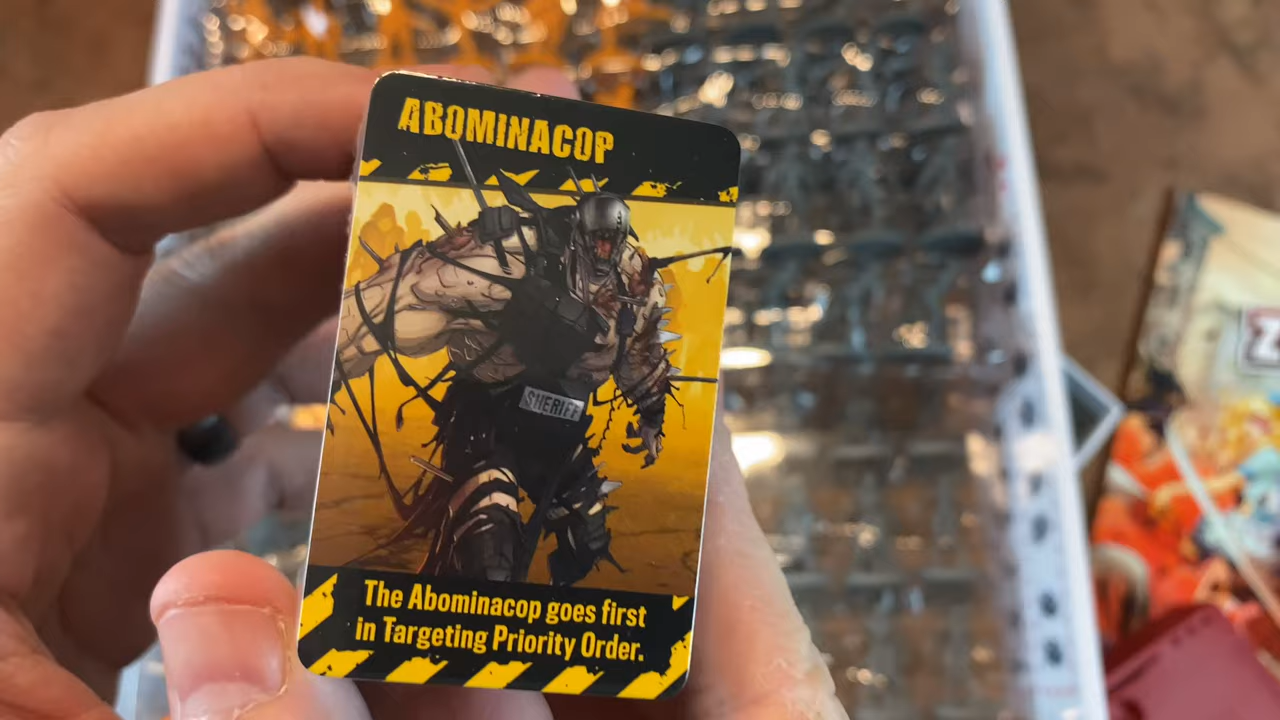 ABOMINACOP
SHERIFF
The Abominacop goes first
in Targeting Priority Order.